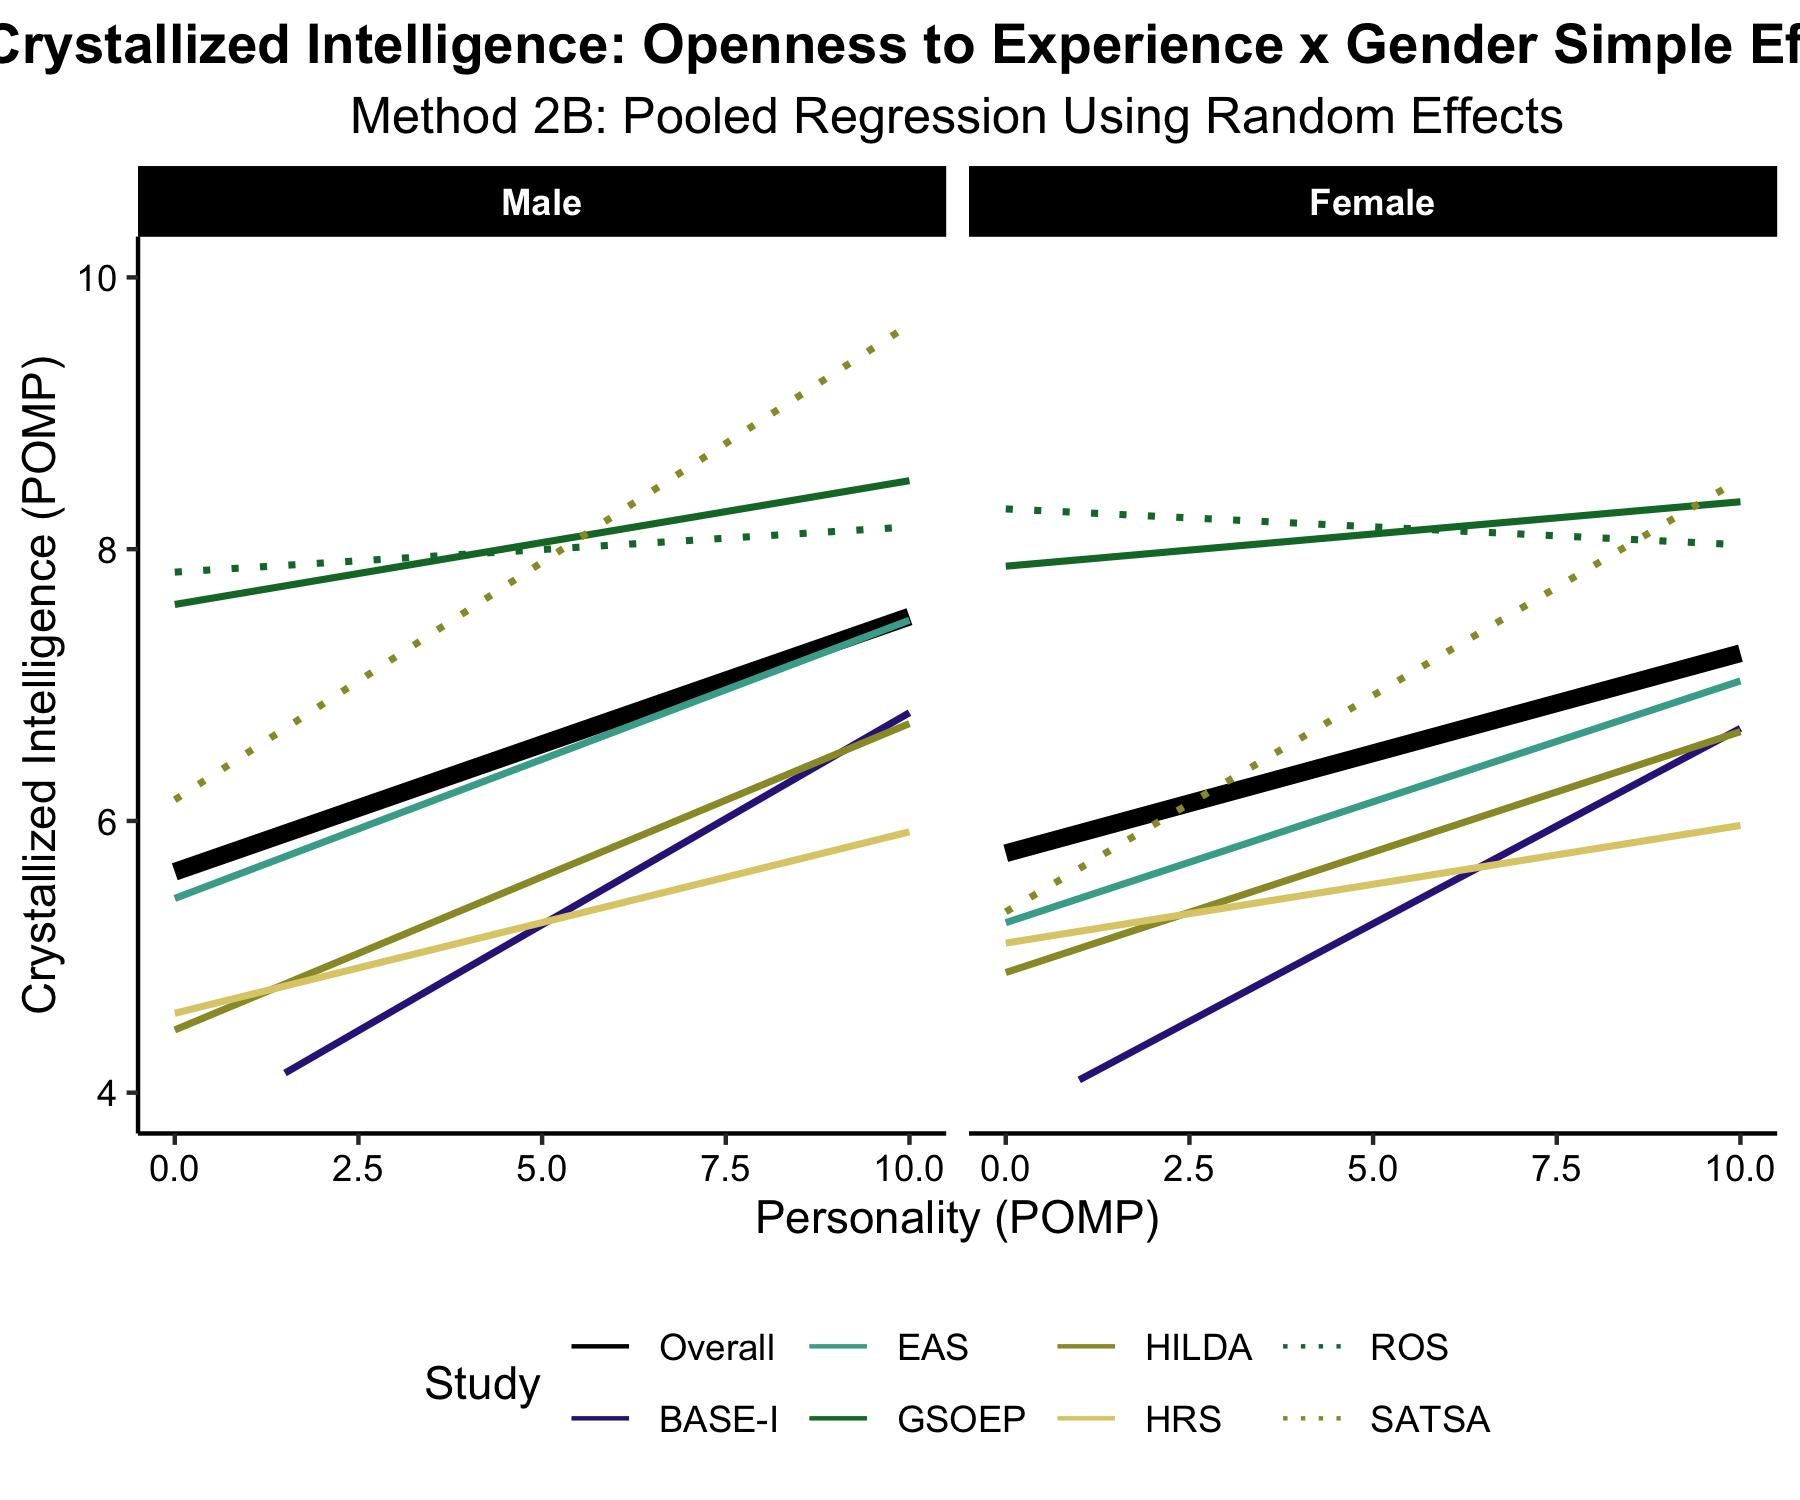 Crystallized Intelligence: Openness to Experience x Gender Simple Ef
Method 2B: Pooled Regression Using Random Effects
Male
Female
Crystallized Intelligence (POMP)
10
8
6
4
0.0 2.5 5.0 7.5 10.0
0.0 2.5 5.0 7.5 10.0
Personality (POMP)
Study
Overall EAS HILDA ROS
BASE-I GSOEP HRS SATSA